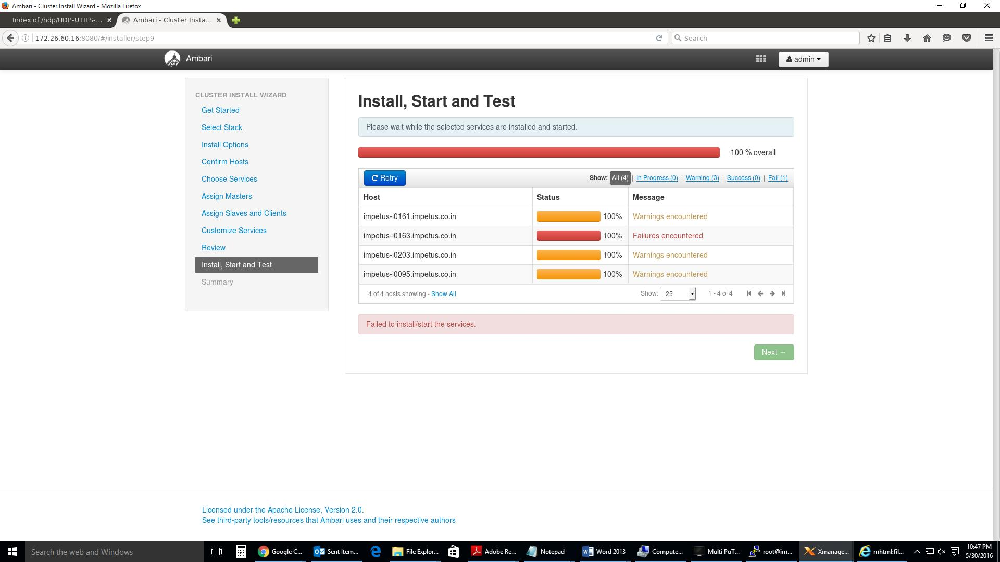 Ambari - Cluster Install Wizard - Mozilla Firefox
Index of /hdp/HDP-UTILS-...
Ambari - Cluster Insta...
172.26.60.16:8080/#/installer/step9
Search
Ambari
admin
CLUSTER INSTALL WIZARD
Get Started
Select Stack
Install Options
Confirm Hosts
Choose Services
Assign Masters
Assign Slaves and Clients
Customize Services
Review
Install, Start and Test
Summary
Install, Start and Test
Please wait while the selected services are installed and started.
100 % overall
Retry
Show: All (4) | In Progress (0) | Warning (3) | Success (0) | Fail (1)
Host Status Message
impetus-i0161.impetus.co.in 100% Warnings encountered
impetus-i0163.impetus.co.in 100% Failures encountered
impetus-i0203.impetus.co.in 100% Warnings encountered
impetus-i0095.impetus.co.in 100% Warnings encountered
4 of 4 hosts showing - Show All
Show: 25 1 - 4 of 4
Failed to install/start the services.
Next →
Licensed under the Apache License, Version 2.0.
See third-party tools/resources that Ambari uses and their respective authors
Search the web and Windows
Google C...
Sent Item...
File Explor...
Adobe Re...
Notepad
Word 2013
Compute...
Multi PuT...
root@im...
Xmanage...
mhtml:fil...
10:47 PM
5/30/2016